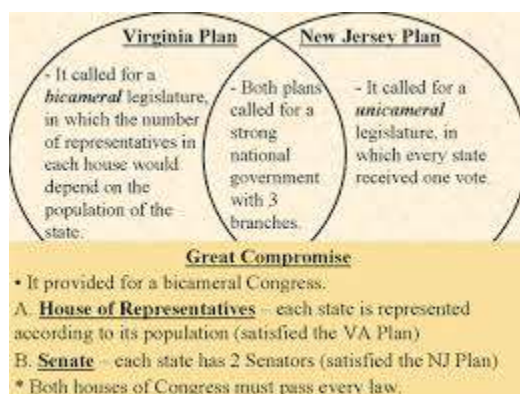 Virginia Plan
New Jersey Plan
- It called for a
bicameral legislature,
in which the number
of representatives in
each house would
depend on the
population of the
state.
- Both plans
called for a
strong
national
government
with 3
branches.
- It called for a
unicameral
legislature, in
which every state
received one vote.
Great Compromise
• It provided for a bicameral Congress.
A. House of Representatives – each state is represented
according to its population (satisfied the VA Plan)
B. Senate – each state has 2 Senators (satisfied the NJ Plan)
* Both houses of Congress must pass every law.